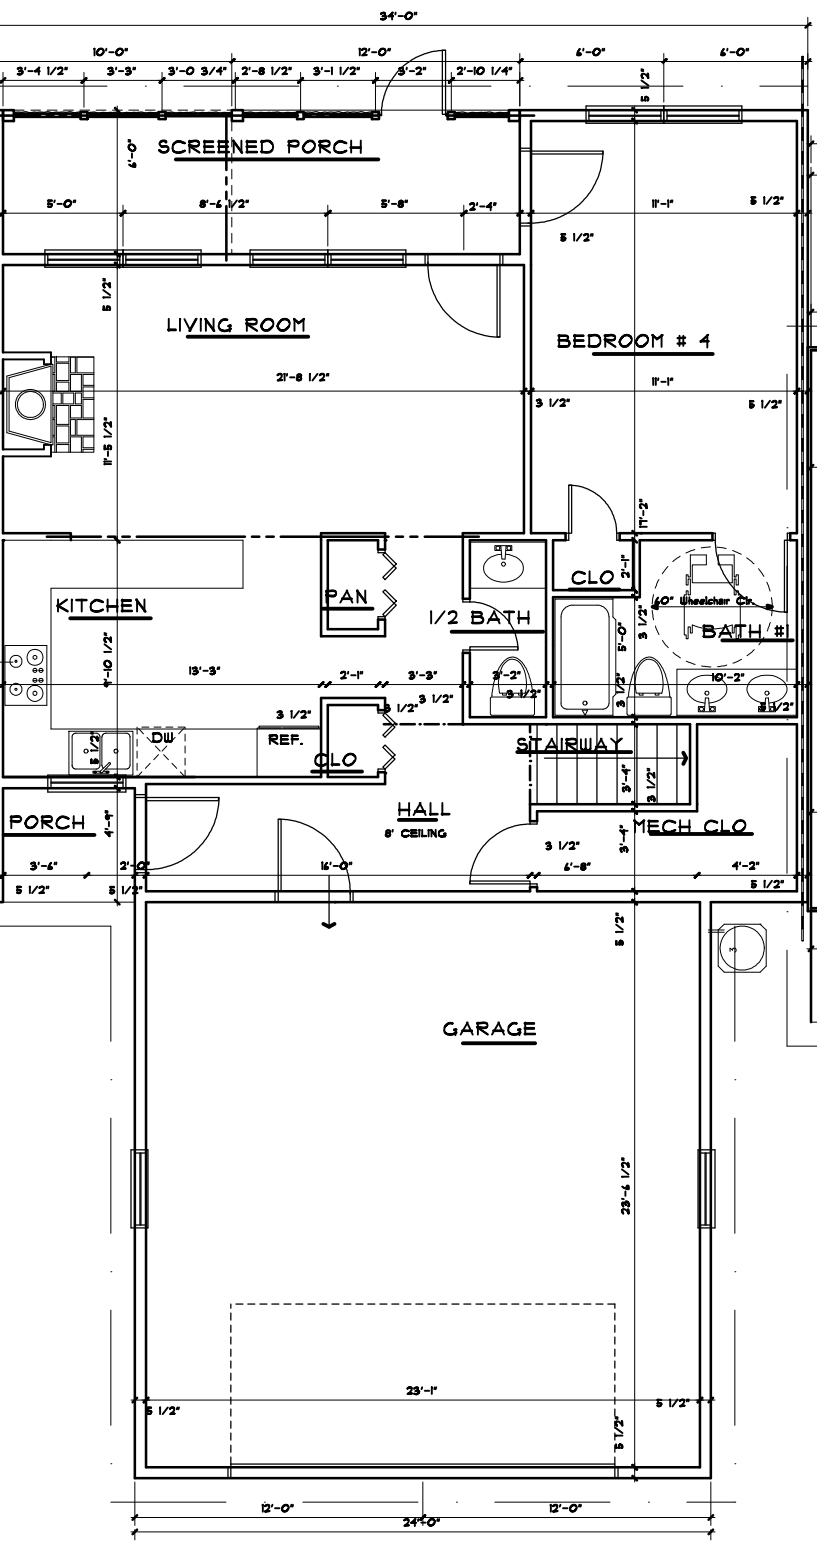 34'-0"
10'-0" 12'-0" 6'-0" 6'-0"
3'-4 1/2" 3'-3" 3'-0 3/4" 2'-8 1/2" 3'-1 1/2" 3'-2" 2'-10 1/4"
5 1/2"
6'-0"
SCREENED PORCH
5'-0" 8'-6 1/2" 5'-8" 2'-4" 11'-1" 5 1/2"
5 1/2"
5 1/2"
LIVING ROOM
BEDROOM # 4
21'-8 1/2" 11'-1"
3 1/2" 5 1/2"
11'-5 1/2"
17'-2"
2'-1"
CLO
PAN
KITCHEN
60" Wheelchair Cir.
1/2 BATH
3 1/2"
5'-0"
BATH #1
9'-10 1/2"
13'-3" 2'-1" 3'-3" 3'-2" 10'-2"
3 1/2" 3 1/2" 3 1/2" 3 1/2" 3 1/2" 5 1/2"
DW
REF.
5 1/2"
STAIRWAY
CLO
3'-4"
3 1/2"
HALL
8' CEILING
PORCH
4'-9"
MECH CLO
3'-4"
3 1/2"
3'-6" 2'-0" 16'-0" 6'-8" 4'-2"
5 1/2" 5 1/2" 5 1/2"
5 1/2"
3
GARAGE
23'-6 1/2"
23'-1"
5 1/2" 5 1/2"
5 1/2"
12'-0" 12'-0"
24'-0"